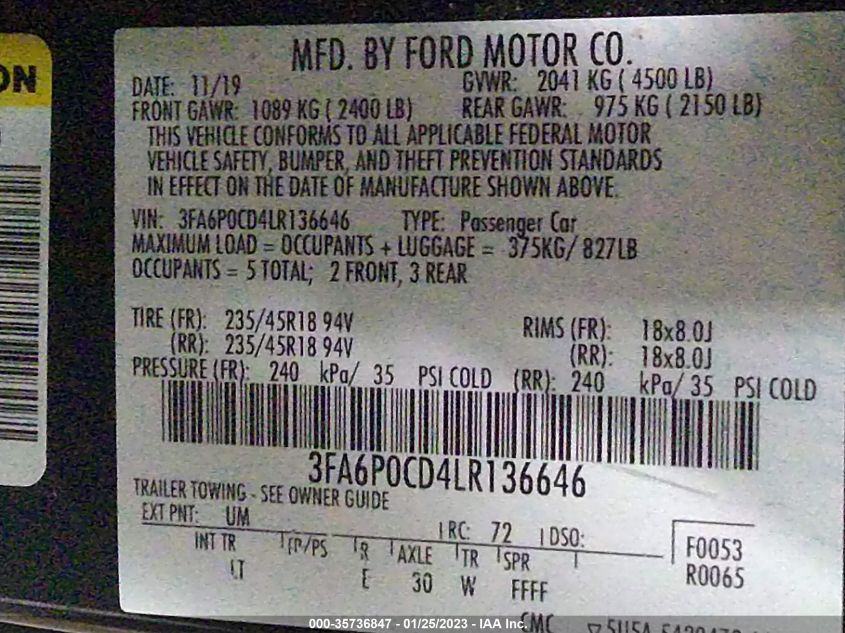 ON
MFD. BY FORD MOTOR CO.
DATE: 11/19 GVWR: 2041 KG ( 4500 LB)
FRONT GAWR: 1089 KG ( 2400 LB) REAR GAWR: 975 KG ( 2150 LB)
THIS VEHICLE CONFORMS TO ALL APPLICABLE FEDERAL MOTOR
VEHICLE SAFETY, BUMPER, AND THEFT PREVENTION STANDARDS
IN EFFECT ON THE DATE OF MANUFACTURE SHOWN ABOVE.
VIN: 3FA6P0CD4LR136646 TYPE: Passenger Car
MAXIMUM LOAD = OCCUPANTS + LUGGAGE = 375KG/ 827LB
OCCUPANTS = 5 TOTAL; 2 FRONT, 3 REAR
TIRE (FR): 235/45R18 94V RIMS (FR): 18x8.0J
(RR): 235/45R18 94V (RR): 18x8.0J
PRESSURE (FR): 240 kPa/ 35 PSI COLD (RR): 240 kPa/ 35 PSI COLD
3FA6P0CD4LR136646
TRAILER TOWING - SEE OWNER GUIDE
EXT PNT: UM RC: 72 DSO: F0053
INT TR TP/PS R AXLE TR SPR R0065
LT E 30 W FFFF
CMC
000-35736847 - 01/25/2023 - IAA Inc.